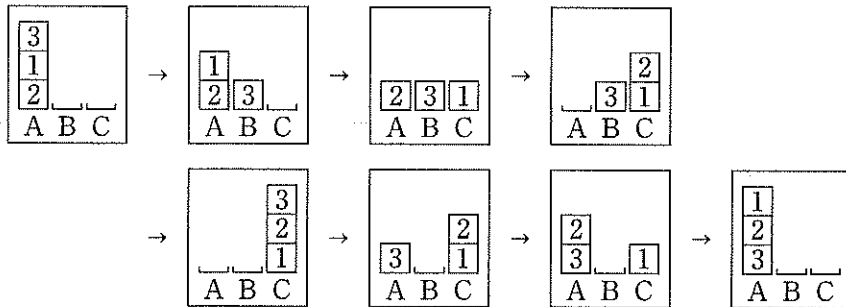 3
1 → 1 → → 2
2 2 3 2 3 1 3 1
A B C A B C A B C A B C
3
2 2 2 1
→ 1 → 3 1 → 3 1 → 2
3
A B C A B C A B C A B C